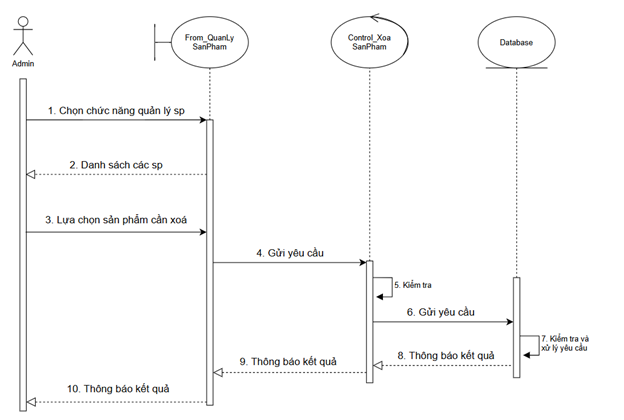 From_QuanLy
SanPham
Control_Xoa
SanPham
Database
Admin
1. Chọn chức năng quản lý sp
2. Danh sách các sp
3. Lựa chọn sản phẩm cần xoá
4. Gửi yêu cầu
5. Kiểm tra
6. Gửi yêu cầu
7. Kiểm tra và
xử lý yêu cầu
8. Thông báo kết quả
9. Thông báo kết quả
10. Thông báo kết quả